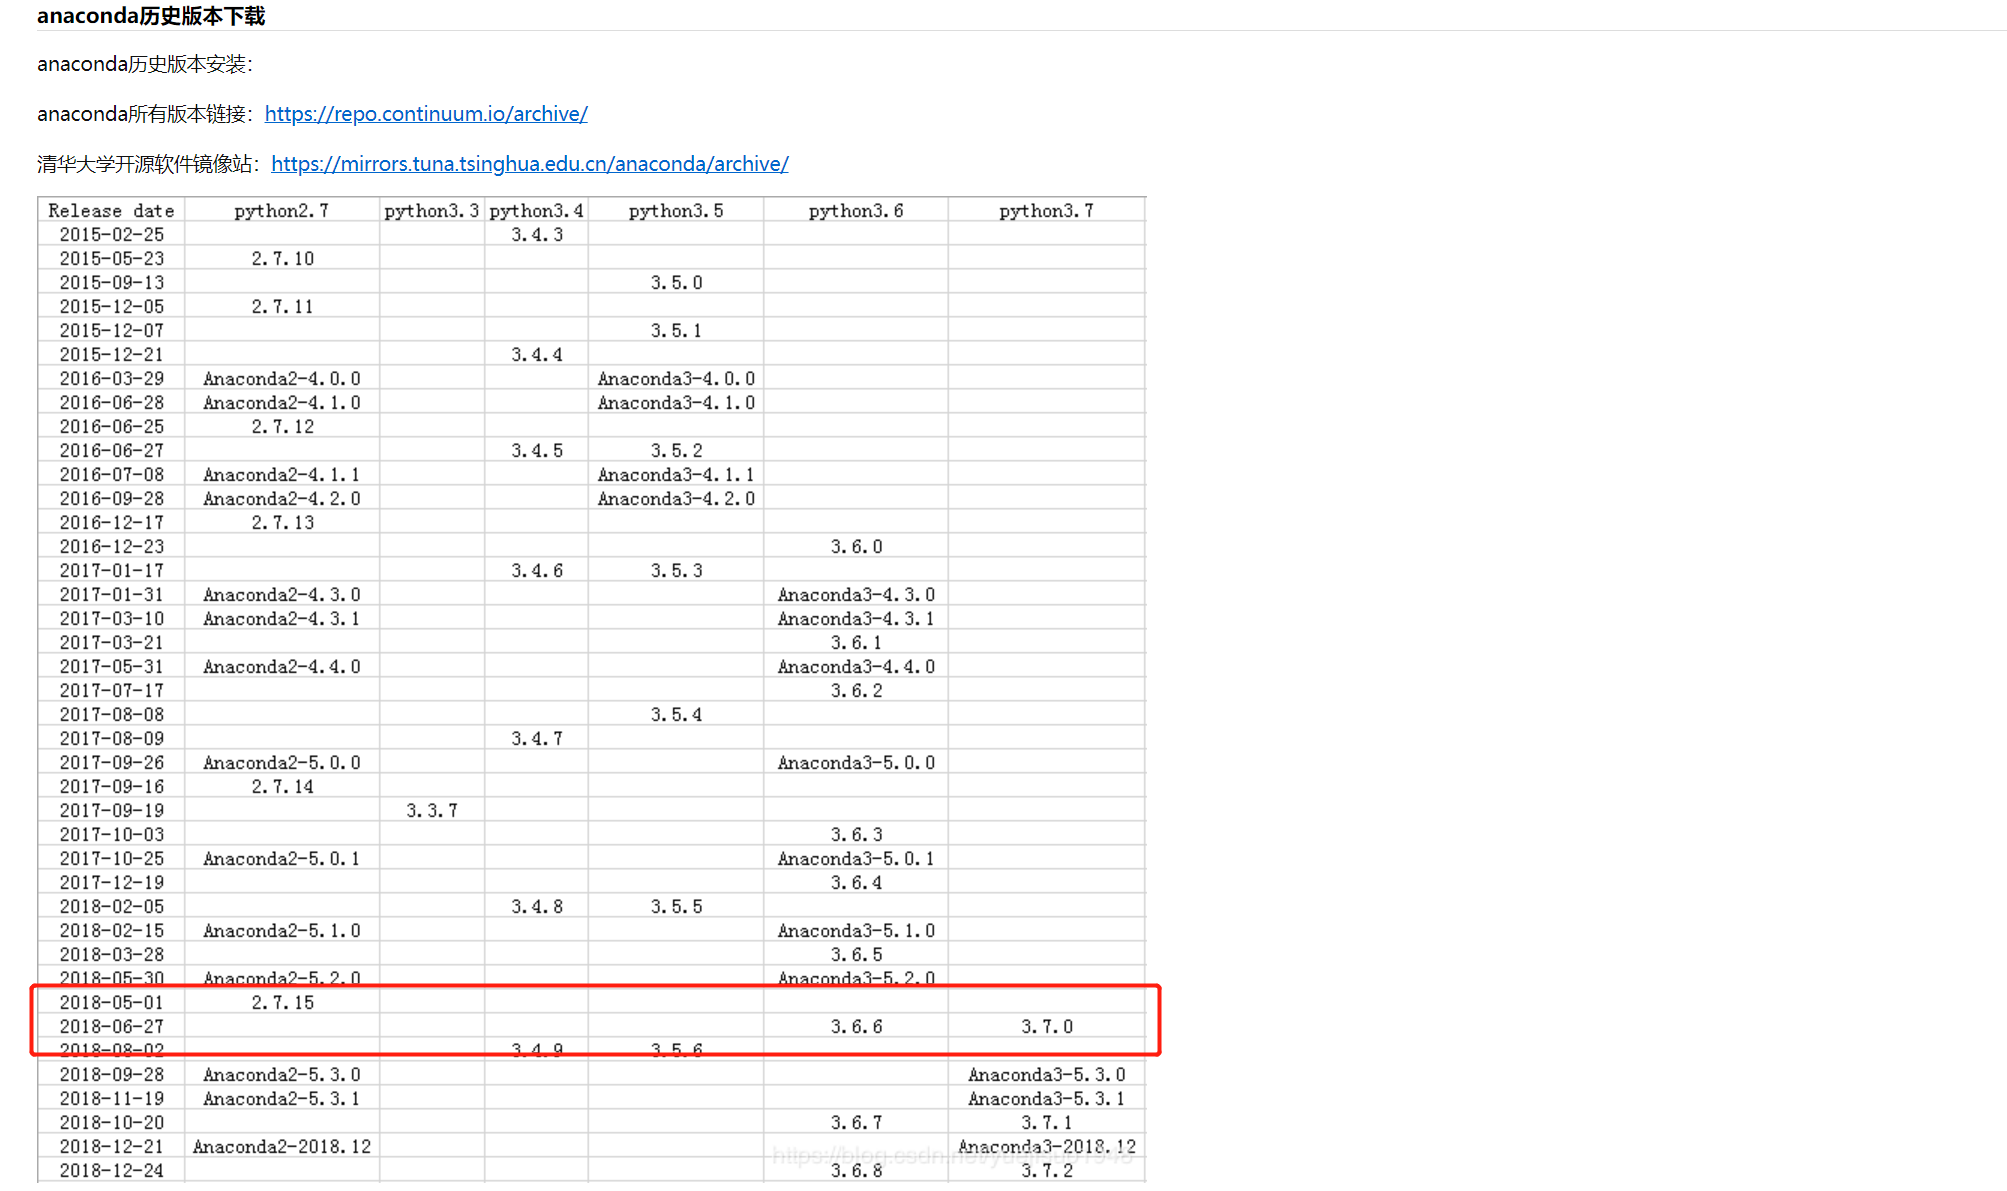 anaconda历史版本下载
anaconda历史版本安装：
anaconda所有版本链接：https://repo.continuum.io/archive/
清华大学开源软件镜像站：https://mirrors.tuna.tsinghua.edu.cn/anaconda/archive/
Release date python2.7 python3.3 python3.4 python3.5 python3.6 python3.7
2015-02-25 3.4.3
2015-05-23 2.7.10
2015-09-13 3.5.0
2015-12-05 2.7.11
2015-12-07 3.5.1
2015-12-21 3.4.4
2016-03-29 Anaconda2-4.0.0 Anaconda3-4.0.0
2016-06-28 Anaconda2-4.1.0 Anaconda3-4.1.0
2016-06-25 2.7.12
2016-06-27 3.4.5 3.5.2
2016-07-08 Anaconda2-4.1.1 Anaconda3-4.1.1
2016-09-28 Anaconda2-4.2.0 Anaconda3-4.2.0
2016-12-17 2.7.13
2016-12-23 3.6.0
2017-01-17 3.4.6 3.5.3
2017-01-31 Anaconda2-4.3.0 Anaconda3-4.3.0
2017-03-10 Anaconda2-4.3.1 Anaconda3-4.3.1
2017-03-21 3.6.1
2017-05-31 Anaconda2-4.4.0 Anaconda3-4.4.0
2017-07-17 3.6.2
2017-08-08 3.5.4
2017-08-09 3.4.7
2017-09-26 Anaconda2-5.0.0 Anaconda3-5.0.0
2017-09-16 2.7.14
2017-09-19 3.3.7
2017-10-03 3.6.3
2017-10-25 Anaconda2-5.0.1 Anaconda3-5.0.1
2017-12-19 3.6.4
2018-02-05 3.4.8 3.5.5
2018-02-15 Anaconda2-5.1.0 Anaconda3-5.1.0
2018-03-28 3.6.5
2018-05-30 Anaconda2-5.2.0 Anaconda3-5.2.0
2018-05-01 2.7.15
2018-06-27 3.6.6 3.7.0
2018-08-02 3.4.9 3.5.6
2018-09-28 Anaconda2-5.3.0 Anaconda3-5.3.0
2018-11-19 Anaconda2-5.3.1 Anaconda3-5.3.1
2018-10-20 3.6.7 3.7.1
2018-12-21 Anaconda2-2018.12 Anaconda3-2018.12
2018-12-24 3.6.8 3.7.2